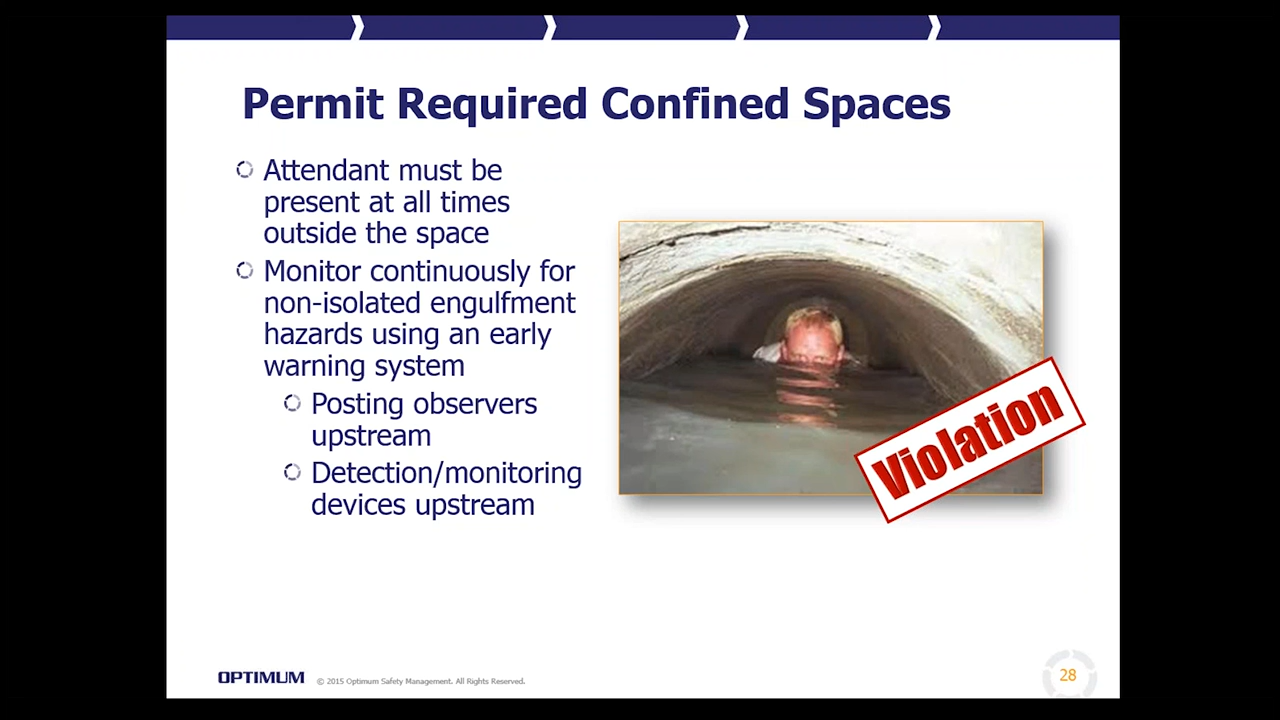 Permit Required Confined Spaces
Attendant must be
present at all times
outside the space
Monitor continuously for
non-isolated engulfment
hazards using an early
warning system
Posting observers
upstream
Detection/monitoring
devices upstream
Violation
OPTIMUM © 2015 Optimum Safety Management. All Rights Reserved.
28